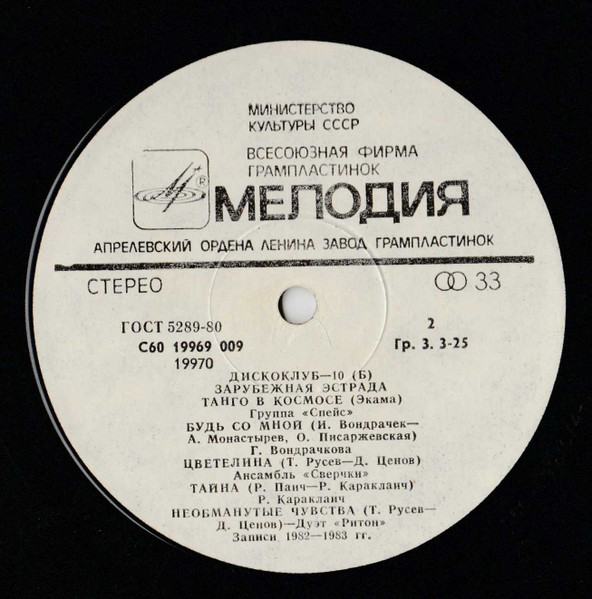 МИНИСТЕРСТВО
КУЛЬТУРЫ СССР
ВСЕСОЮЗНАЯ ФИРМА
ГРАМПЛАСТИНОК
®
МЕЛОДИЯ
АПРЕЛЕВСКИЙ ОРДЕНА ЛЕНИНА ЗАВОД ГРАМПЛАСТИНОК
СТЕРЕО 33
ГОСТ 5289-80 2
С60 19969 009 Гр. 3. 3-25
19970
ДИСКОКЛУБ—10 (Б)
ЗАРУБЕЖНАЯ ЭСТРАДА
ТАНГО В КОСМОСЕ (Экама)
Группа «Спейс»
БУДЬ СО МНОЙ (И. Вондрачек—
А. Монастырев, О. Писаржевская)
Г. Вондрачкова
ЦВЕТЕЛИНА (Т. Русев—Д. Ценов)
Ансамбль «Сверчки»
ТАЙНА (Р. Паич—Р. Караклаич)
Р. Караклаич
НЕОБМАНУТЫЕ ЧУВСТВА (Т. Русев—
Д. Ценов)—Дуэт «Ритон»
Записи 1982—1983 гг.